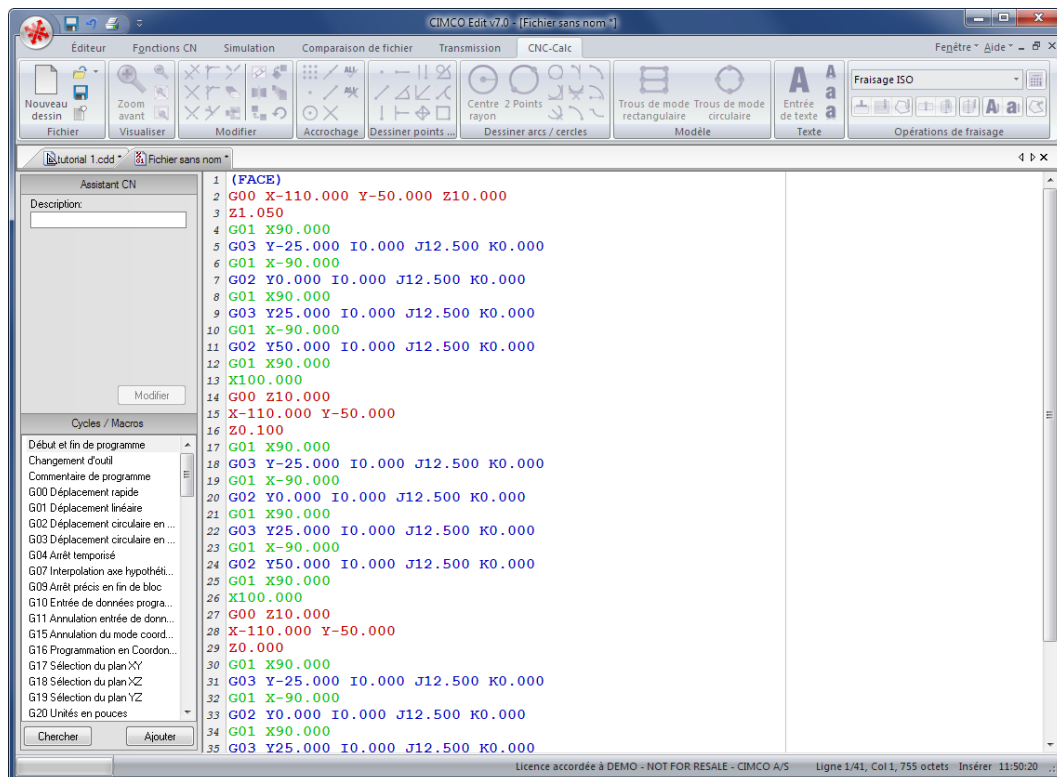 CIMCO Edit v7.0 - [Fichier sans nom *]
Éditeur Fonctions CN Simulation Comparaison de fichier Transmission CNC-Calc Fenêtre Aide
Nouveau dessin
Zoom avant
Centre rayon
2 Points
Trous de mode rectangulaire
Trous de mode circulaire
Entrée de texte
Fraisage ISO
Fichier Visualiser Modifier Accrochage Dessiner points ... Dessiner arcs / cercles Modèle Texte Opérations de fraisage
tutorial 1.cdd * Fichier sans nom *
Assistant CN
Description:
Modifier
Cycles / Macros
Début et fin de programme
Changement d'outil
Commentaire de programme
G00 Déplacement rapide
G01 Déplacement linéaire
G02 Déplacement circulaire en ...
G03 Déplacement circulaire en ...
G04 Arrêt temporisé
G07 Interpolation axe hypothéti...
G09 Arrêt précis en fin de bloc
G10 Entrée de données progra...
G11 Annulation entrée de donn...
G15 Annulation du mode coord...
G16 Programmation en Coordon...
G17 Sélection du plan XY
G18 Sélection du plan XZ
G19 Sélection du plan YZ
G20 Unités en pouces
Chercher Ajouter
1 (FACE)
2 G00 X-110.000 Y-50.000 Z10.000
3 Z1.050
4 G01 X90.000
5 G03 Y-25.000 I0.000 J12.500 K0.000
6 G01 X-90.000
7 G02 Y0.000 I0.000 J12.500 K0.000
8 G01 X90.000
9 G03 Y25.000 I0.000 J12.500 K0.000
10 G01 X-90.000
11 G02 Y50.000 I0.000 J12.500 K0.000
12 G01 X90.000
13 X100.000
14 G00 Z10.000
15 X-110.000 Y-50.000
16 Z0.100
17 G01 X90.000
18 G03 Y-25.000 I0.000 J12.500 K0.000
19 G01 X-90.000
20 G02 Y0.000 I0.000 J12.500 K0.000
21 G01 X90.000
22 G03 Y25.000 I0.000 J12.500 K0.000
23 G01 X-90.000
24 G02 Y50.000 I0.000 J12.500 K0.000
25 G01 X90.000
26 X100.000
27 G00 Z10.000
28 X-110.000 Y-50.000
29 Z0.000
30 G01 X90.000
31 G03 Y-25.000 I0.000 J12.500 K0.000
32 G01 X-90.000
33 G02 Y0.000 I0.000 J12.500 K0.000
34 G01 X90.000
35 G03 Y25.000 I0.000 J12.500 K0.000
Licence accordée à DEMO - NOT FOR RESALE - CIMCO A/S Ligne 1/41, Col 1, 755 octets Insérer 11:50:20